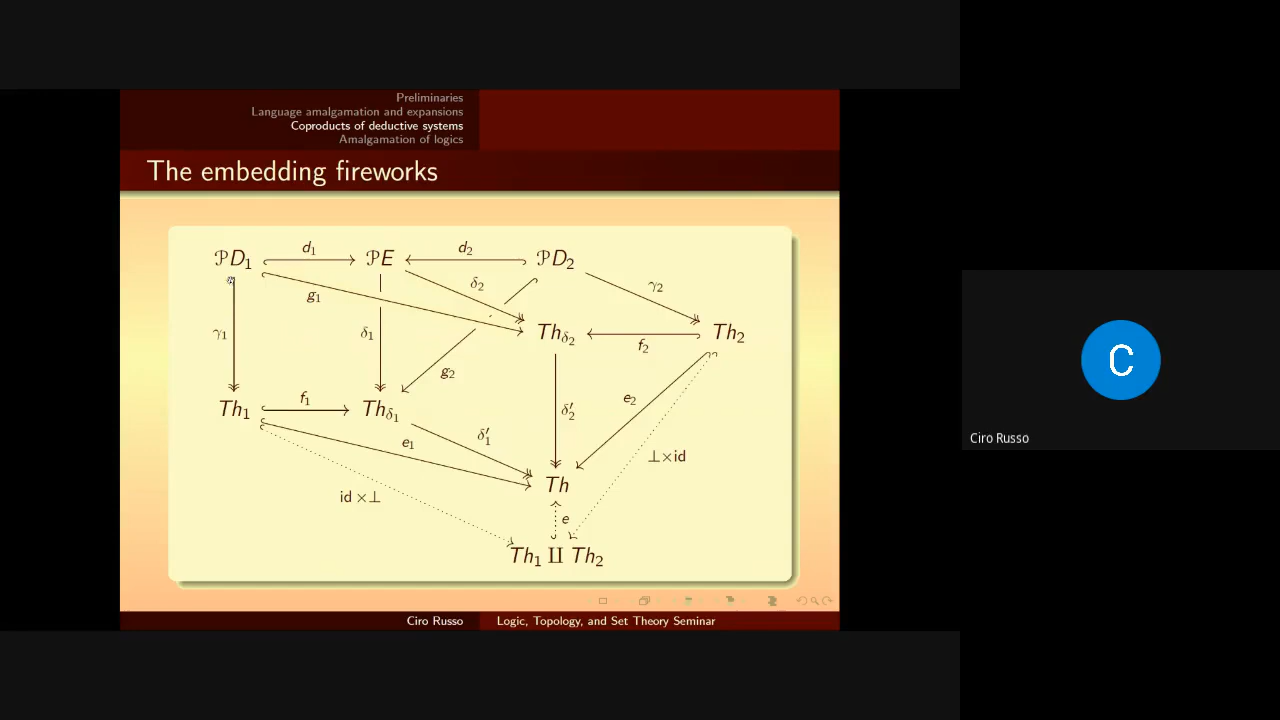 Preliminaries
Language amalgamation and expansions
Coproducts of deductive systems
Amalgamation of logics
The embedding fireworks
𝒫D₁ d₁ 𝒫E d₂ 𝒫D₂
g₁ δ₂ γ₂
γ₁ δ₁ Th_δ₂ f₂ Th₂
g₂
Th₁ f₁ Th_δ₁ δ′₂ e₂
e₁ δ′₁
⊥×id
id×⊥ Th
e
Th₁ ∐ Th₂
Ciro Russo Logic, Topology, and Set Theory Seminar
C
Ciro Russo